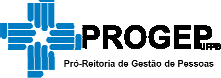 PROGEP
UFPB
Pró-Reitoria de Gestão de Pessoas